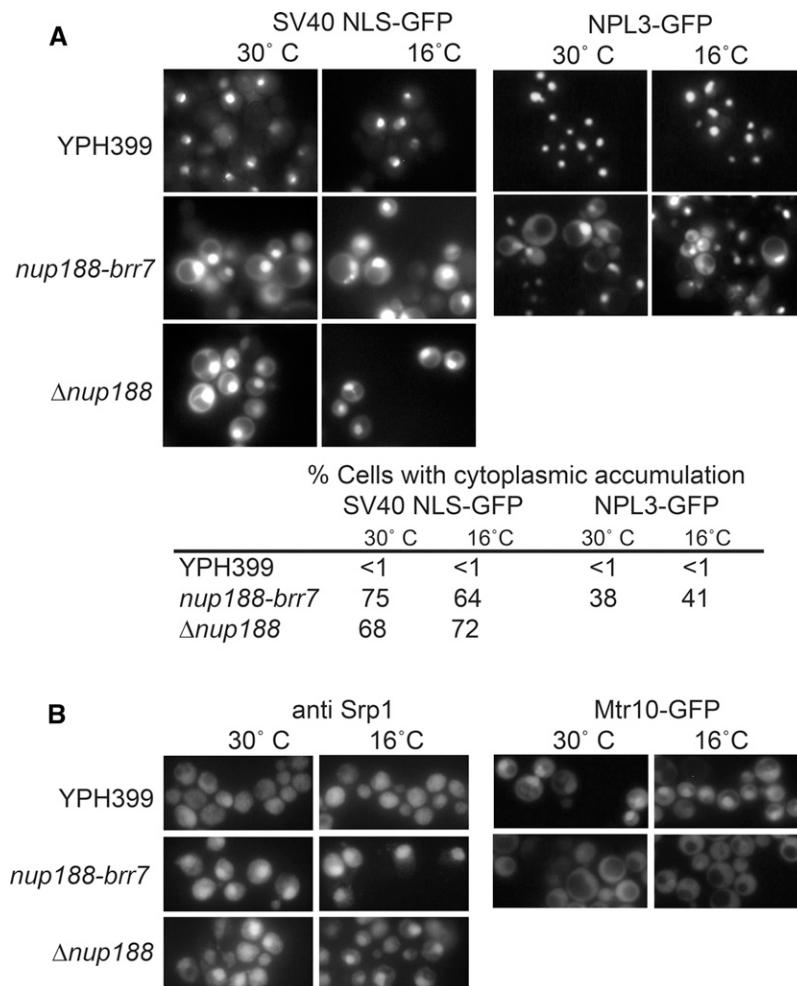 A
SV40 NLS-GFP NPL3-GFP
30˚ C 16˚C 30˚ C 16˚C
YPH399
nup188-brr7
Δnup188
% Cells with cytoplasmic accumulation
SV40 NLS-GFP NPL3-GFP
30˚ C 16˚C 30˚ C 16˚C
YPH399 <1 <1 <1 <1
nup188-brr7 75 64 38 41
Δnup188 68 72
B
anti Srp1 Mtr10-GFP
30˚ C 16˚C 30˚ C 16˚C
YPH399
nup188-brr7
Δnup188